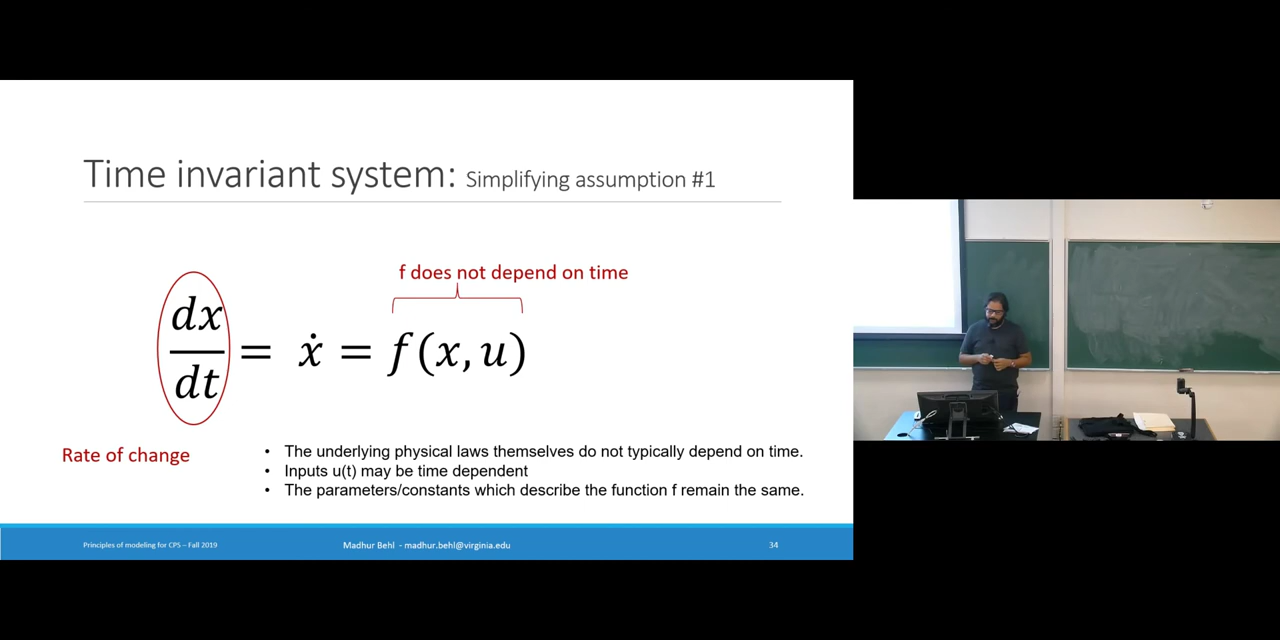 Time invariant system: Simplifying assumption #1
f does not depend on time
dx/dt = ẋ = f(x, u)
Rate of change
• The underlying physical laws themselves do not typically depend on time.
• Inputs u(t) may be time dependent
• The parameters/constants which describe the function f remain the same.
Principles of modeling for CPS – Fall 2019
Madhur Behl - madhur.behl@virginia.edu
34